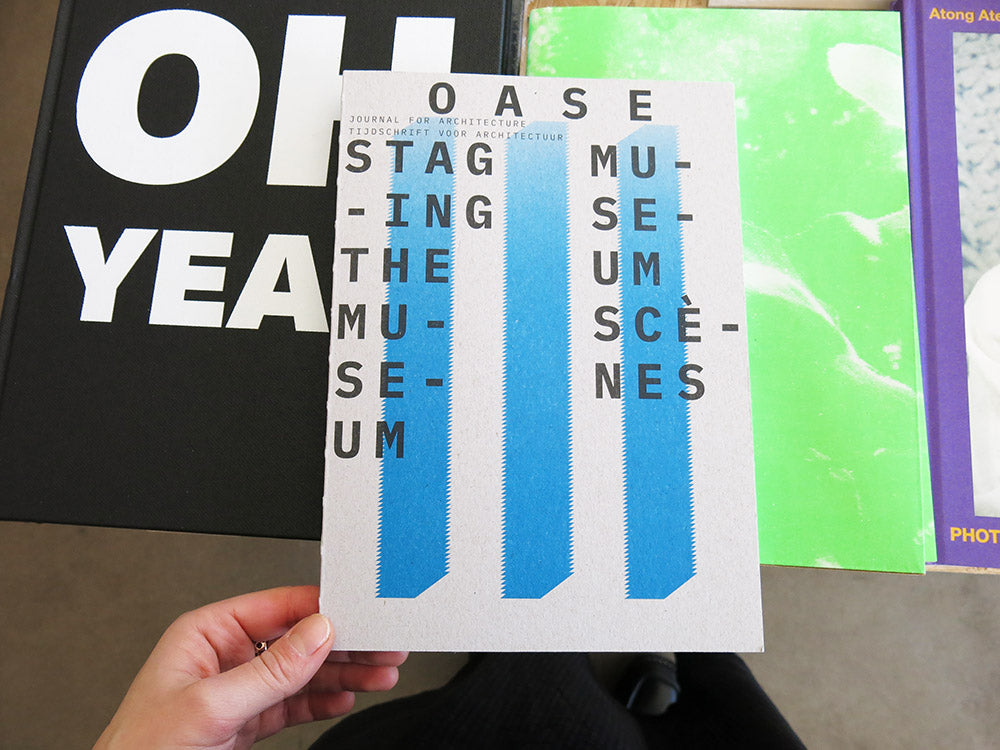 OH
YEA
OASE
JOURNAL FOR ARCHITECTURE
TIJDSCHRIFT VOOR ARCHITECTUUR
STAG
-ING
THE
MU-
SE-
UM
MU-
SE-
UM
SCÈ-
NES
Atong Ate
PHOT